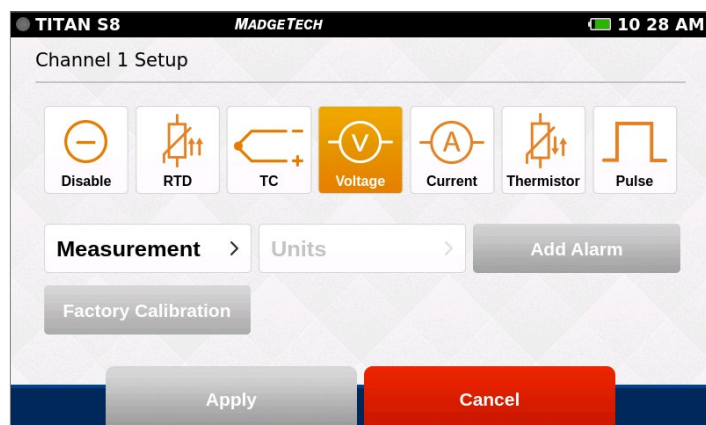 TITAN S8 MADGETECH 10 28 AM
Channel 1 Setup
- - +
V A
Disable RTD TC Voltage Current Thermistor Pulse
Measurement > Units > Add Alarm
Factory Calibration
Apply Cancel